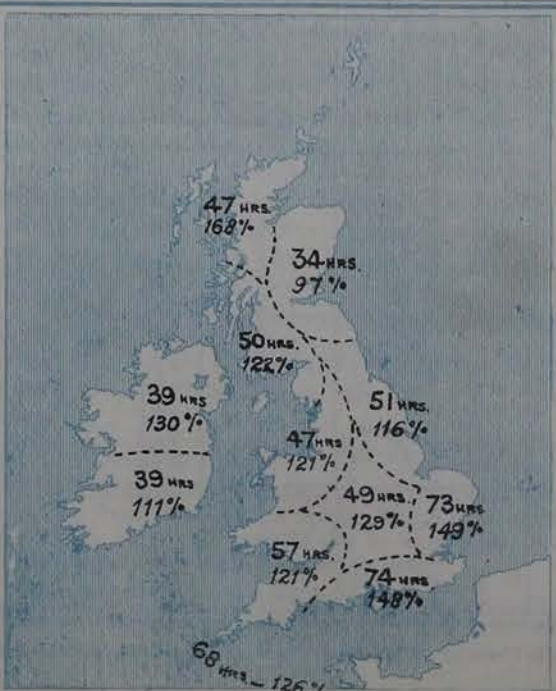 47 HRS.
168%
34 HRS.
97%
50 HRS.
122%
39 HRS
130%
51 HRS.
116%
47 HRS
121%
39 HRS
111%
49 HRS.
129%
73 HRS
149%
57 HRS.
121%
74 HRS.
148%
68 HRS – 126%